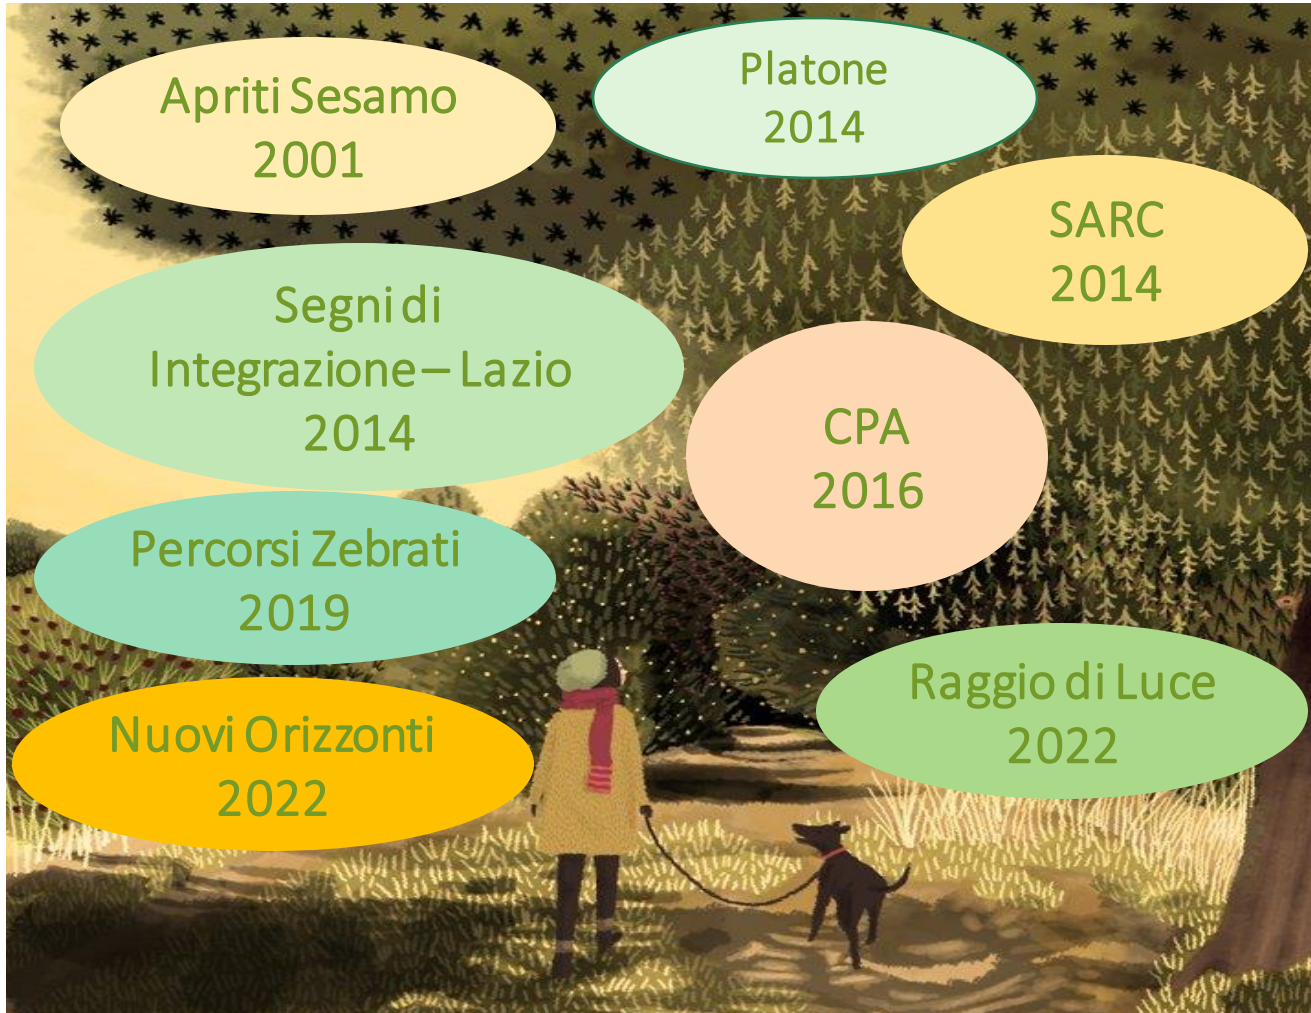 Apriti Sesamo
2001
Platone
2014
SARC
2014
Segni di
Integrazione – Lazio
2014
CPA
2016
Percorsi Zebrati
2019
Raggio di Luce
2022
Nuovi Orizzonti
2022